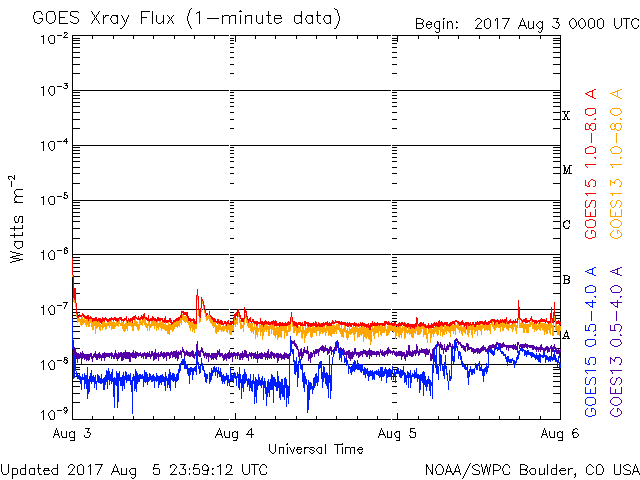 GOES Xray Flux (1-minute data)
Begin: 2017 Aug 3 0000 UTC
10-2
10-3
10-4
10-5
10-6
10-7
10-8
10-9
Watts m-2
X
M
C
B
A
GOES15 1.0-8.0 A
GOES13 1.0-8.0 A
GOES15 0.5-4.0 A
GOES13 0.5-4.0 A
Aug 3
Aug 4
Aug 5
Aug 6
Universal Time
Updated 2017 Aug 5 23:59:12 UTC
NOAA/SWPC Boulder, CO USA